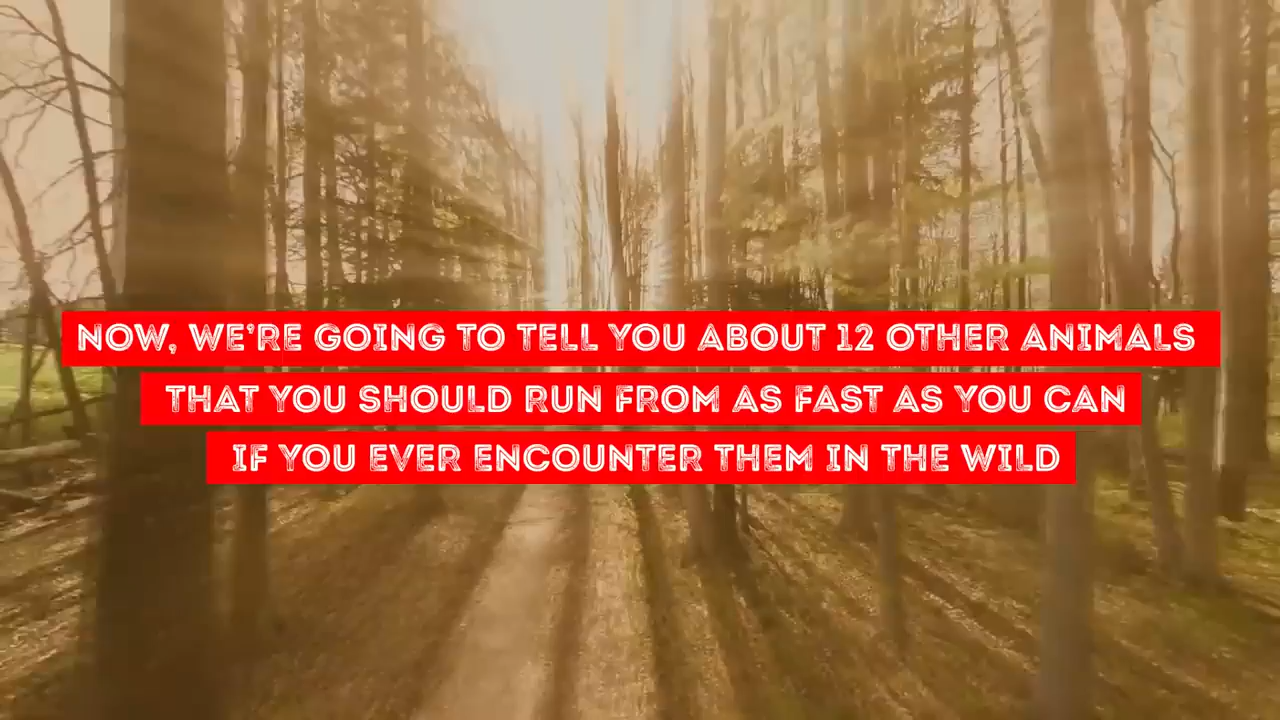 NOW, WE'RE GOING TO TELL YOU ABOUT 12 OTHER ANIMALS
THAT YOU SHOULD RUN FROM AS FAST AS YOU CAN
IF YOU EVER ENCOUNTER THEM IN THE WILD